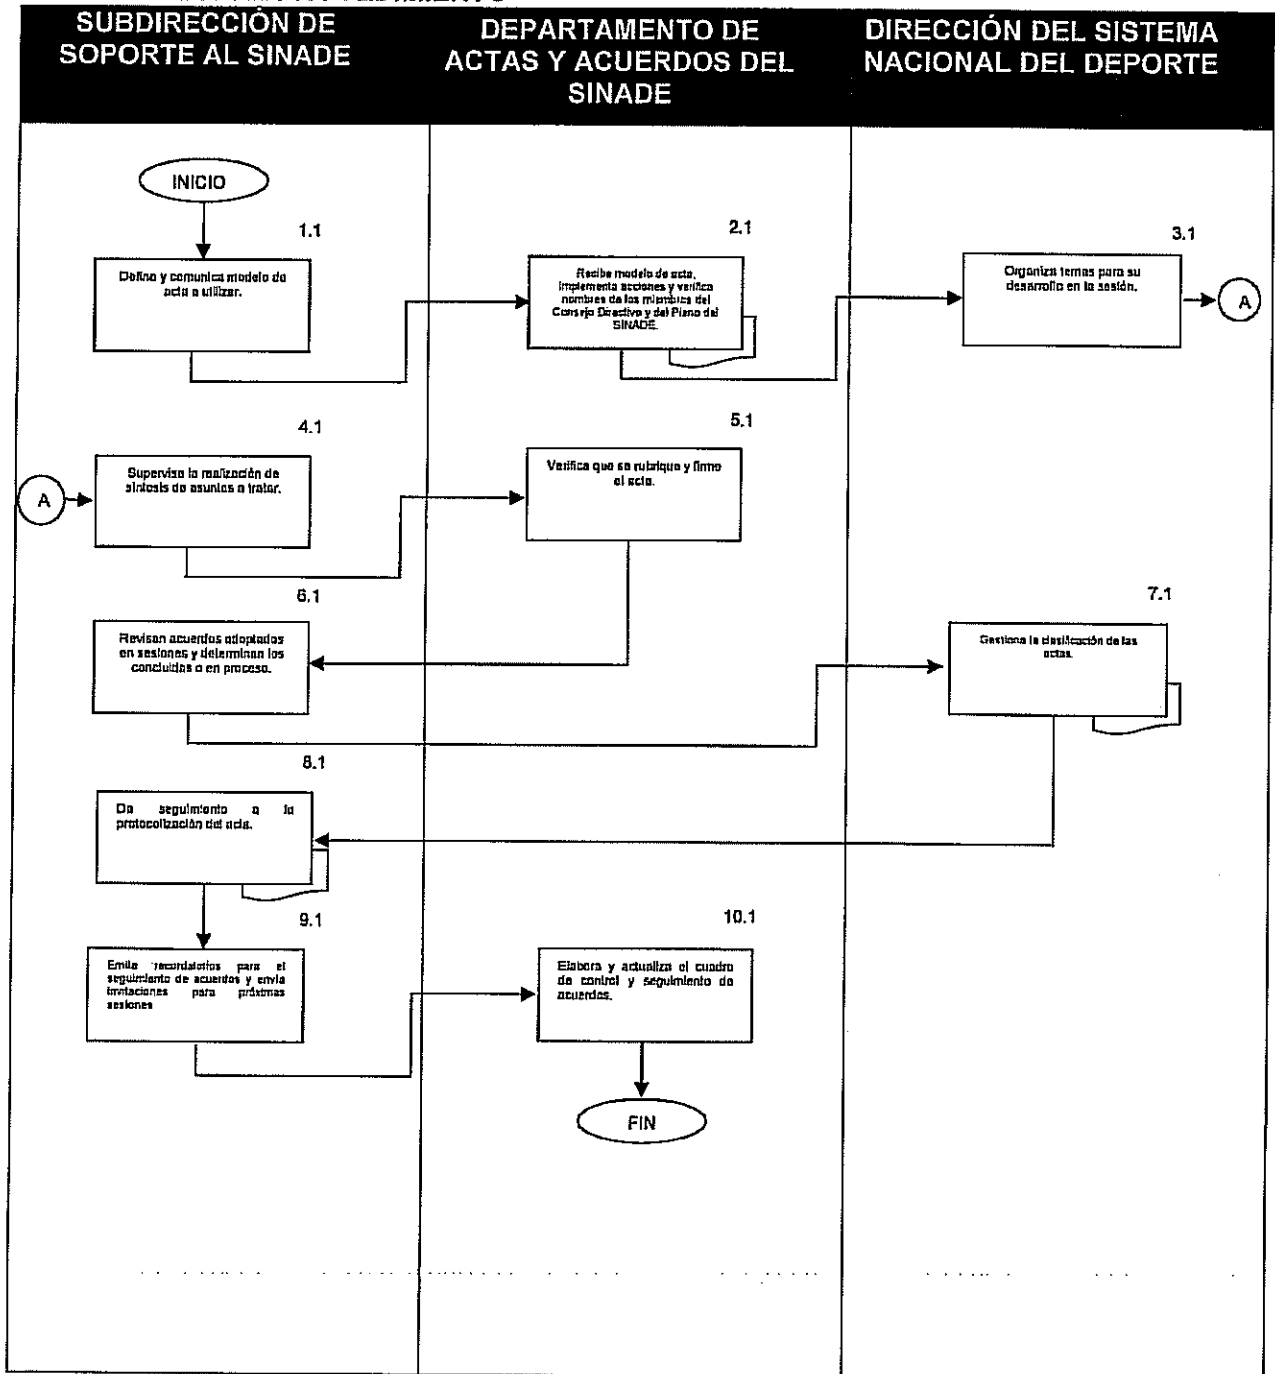 SUBDIRECCIÓN DE
SOPORTE AL SINADE
DEPARTAMENTO DE
ACTAS Y ACUERDOS DEL
SINADE
DIRECCIÓN DEL SISTEMA
NACIONAL DEL DEPORTE
INICIO
1.1
Define y comunica modelo de
acta a utilizar.
2.1
Recibe modelo de acta,
implementa acciones y verifica
nombres de los miembros del
Consejo Directivo y del Pleno del
SINADE.
3.1
Organiza temas para su
desarrollo en la sesión.
A
4.1
A
Supervisa la realización de
síntesis de asuntos a tratar.
5.1
Verifica que se rubrique y firme
el acta.
6.1
Revisan acuerdos adoptados
en sesiones y determinan los
concluidos o en proceso.
7.1
Gestiona la clasificación de las
actas.
8.1
Da seguimiento a la
protocolización del acta.
9.1
Emite recordatorios para el
seguimiento de acuerdos y envía
invitaciones para próximas
sesiones
10.1
Elabora y actualiza el cuadro
de control y seguimiento de
acuerdos.
FIN